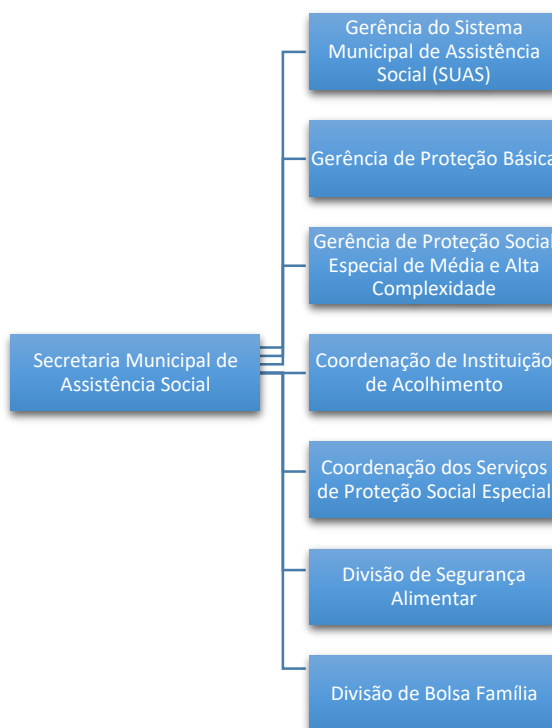 Gerência do Sistema
Municipal de Assistência
Social (SUAS)
Gerência de Proteção Básica
Gerência de Proteção Social
Especial de Média e Alta
Complexidade
Secretaria Municipal de
Assistência Social
Coordenação de Instituição
de Acolhimento
Coordenação dos Serviços
de Proteção Social Especial
Divisão de Segurança
Alimentar
Divisão de Bolsa Família